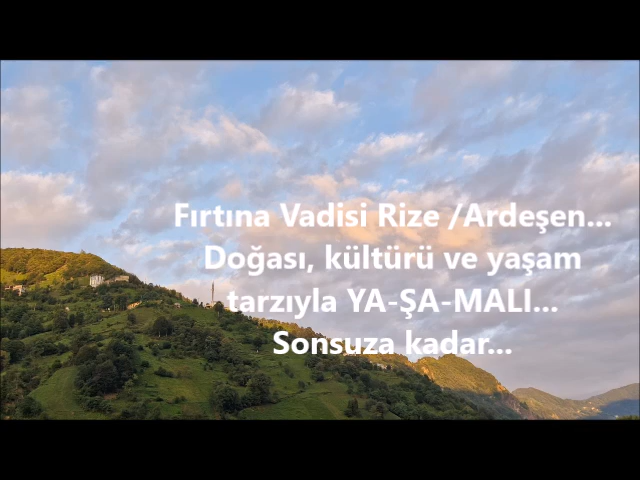 Fırtına Vadisi Rize /Ardeşen...
Doğası, kültürü ve yaşam
tarzıyla YA-ŞA-MALI...
Sonsuza kadar...